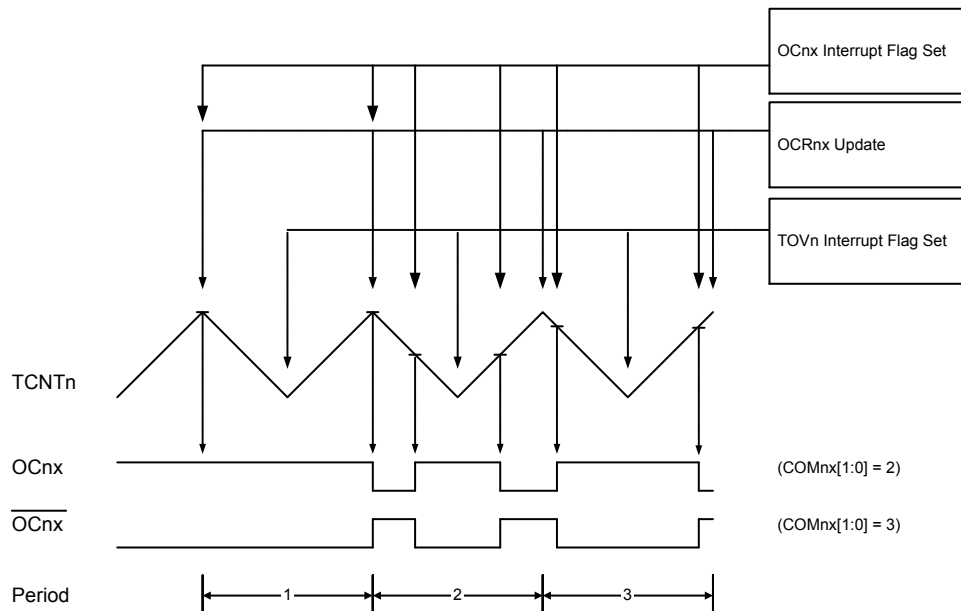 OCnx Interrupt Flag Set
OCRnx Update
TOVn Interrupt Flag Set
TCNTn
OCnx
(COMnx[1:0] = 2)
OCnx
(COMnx[1:0] = 3)
Period
1
2
3